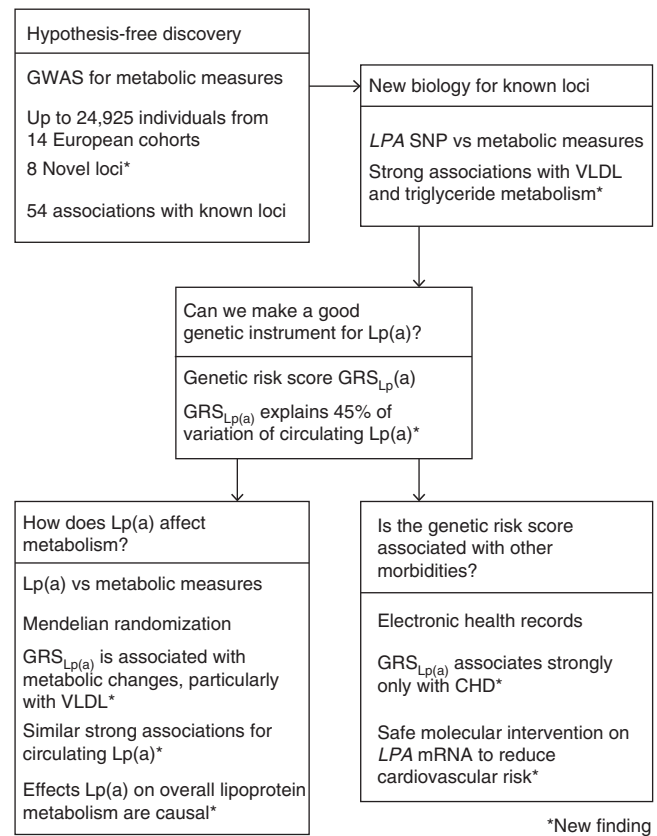 Hypothesis-free discovery
GWAS for metabolic measures
Up to 24,925 individuals from
14 European cohorts
8 Novel loci*
54 associations with known loci
New biology for known loci
LPA SNP vs metabolic measures
Strong associations with VLDL
and triglyceride metabolism*
Can we make a good
genetic instrument for Lp(a)?
Genetic risk score GRSLp(a)
GRSLp(a) explains 45% of
variation of circulating Lp(a)*
How does Lp(a) affect
metabolism?
Lp(a) vs metabolic measures
Mendelian randomization
GRSLp(a) is associated with
metabolic changes, particularly
with VLDL*
Similar strong associations for
circulating Lp(a)*
Effects Lp(a) on overall lipoprotein
metabolism are causal*
Is the genetic risk score
associated with other
morbidities?
Electronic health records
GRSLp(a) associates strongly
only with CHD*
Safe molecular intervention on
LPA mRNA to reduce
cardiovascular risk*
*New finding